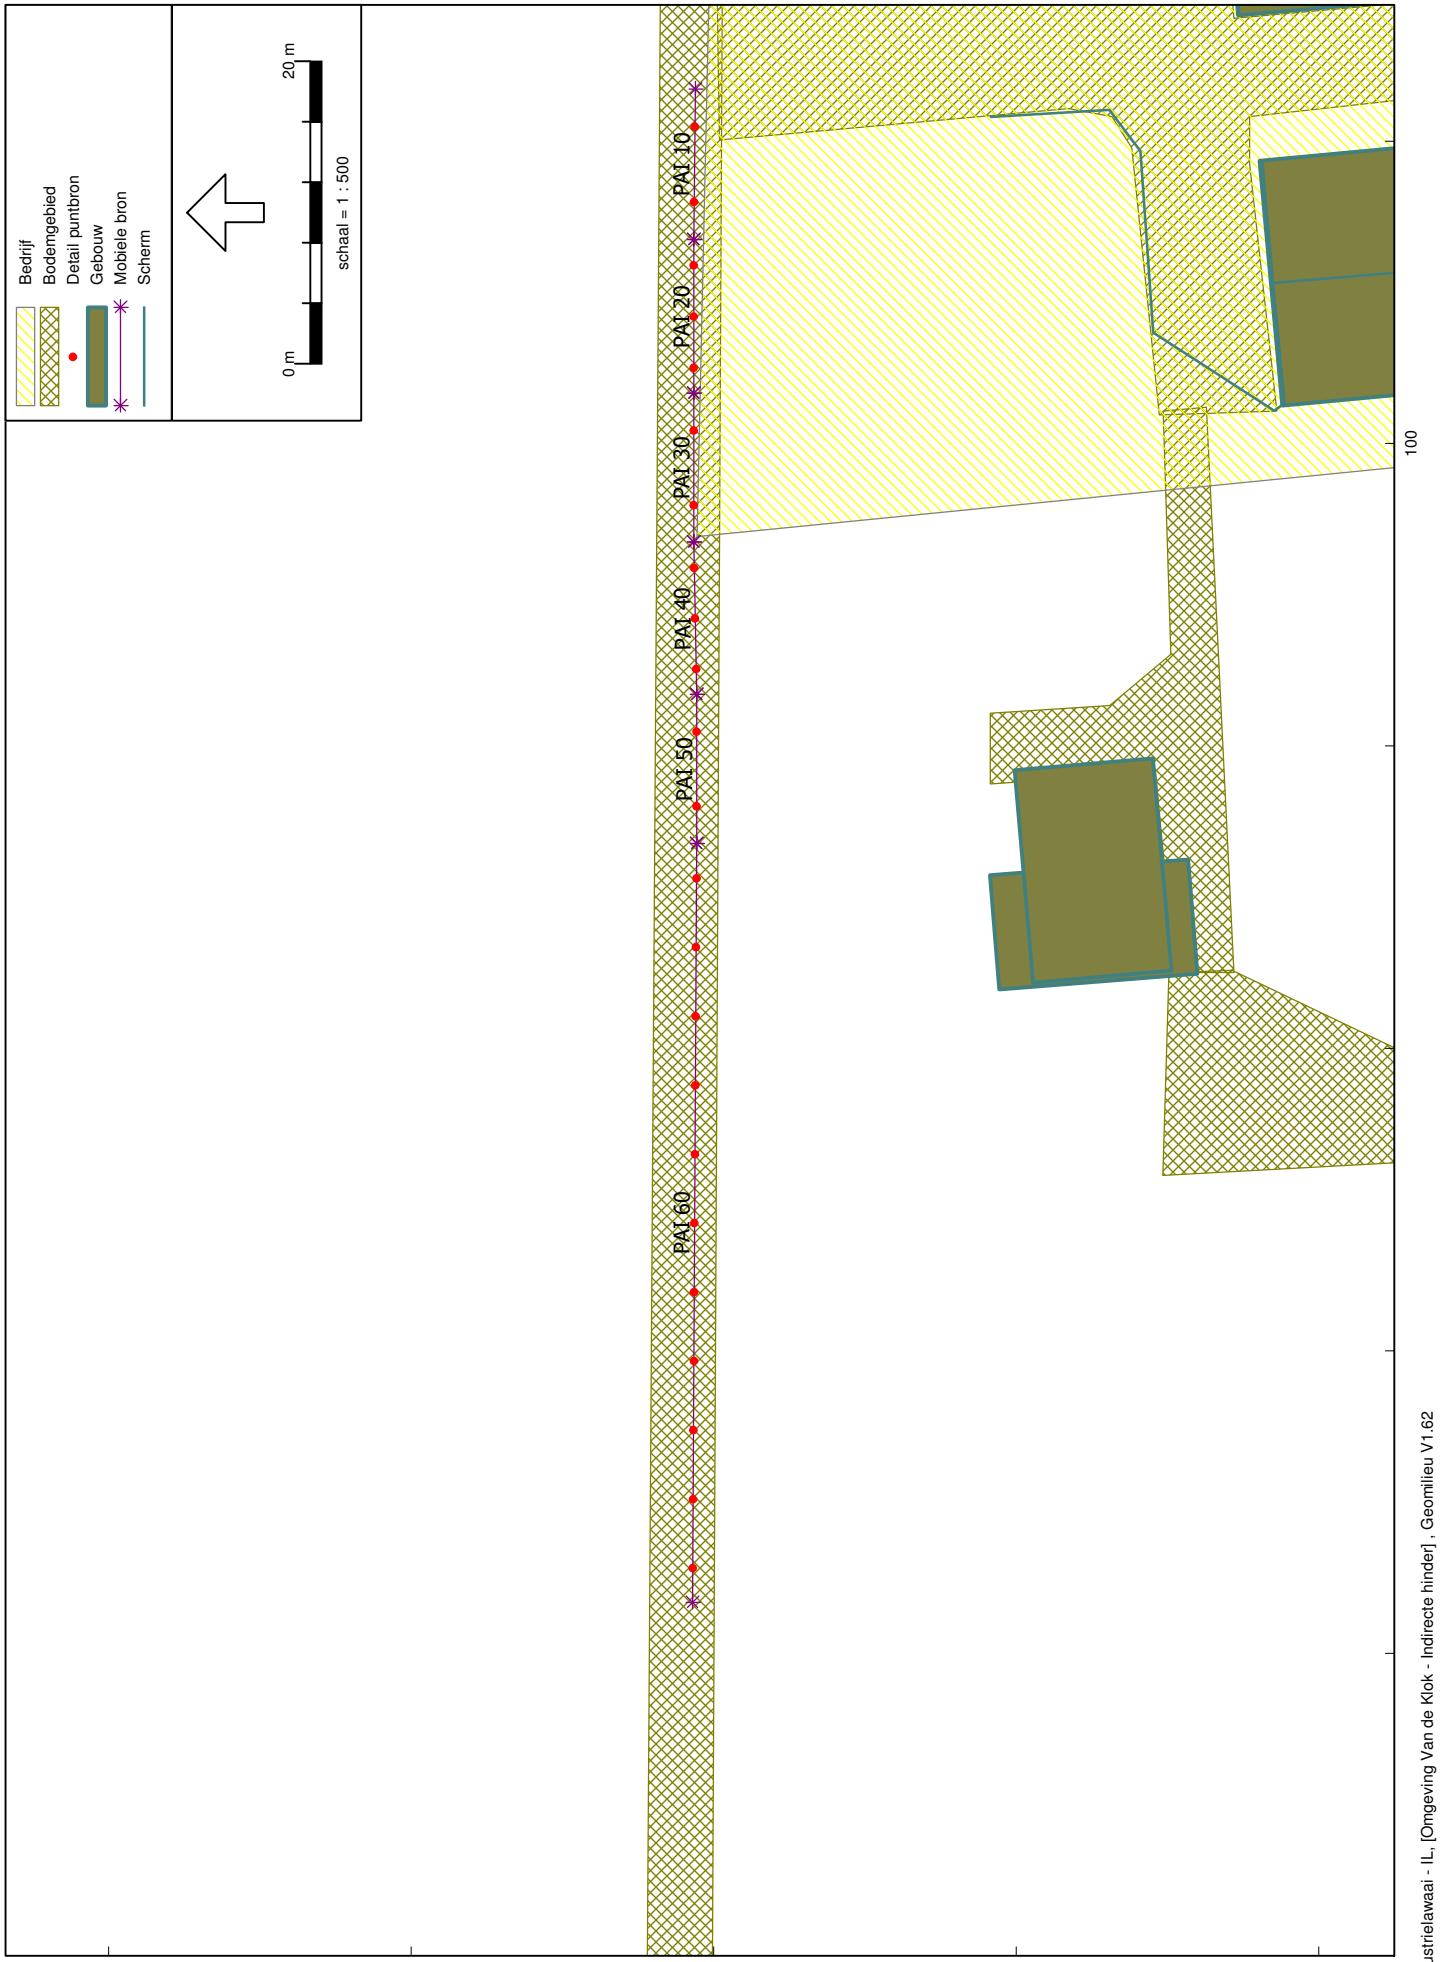 Bedrijf
Bodemgebied
Detail puntbron
Gebouw
Mobiele bron
Scherm
0 m
20 m
schaal = 1 : 500
PAI 60
PAI 50
PAI 40
PAI 30
PAI 20
PAI 10
100
ustrielawaai - IL, [Omgeving Van de Klok - Indirecte hinder] , Geomilieu V1.62